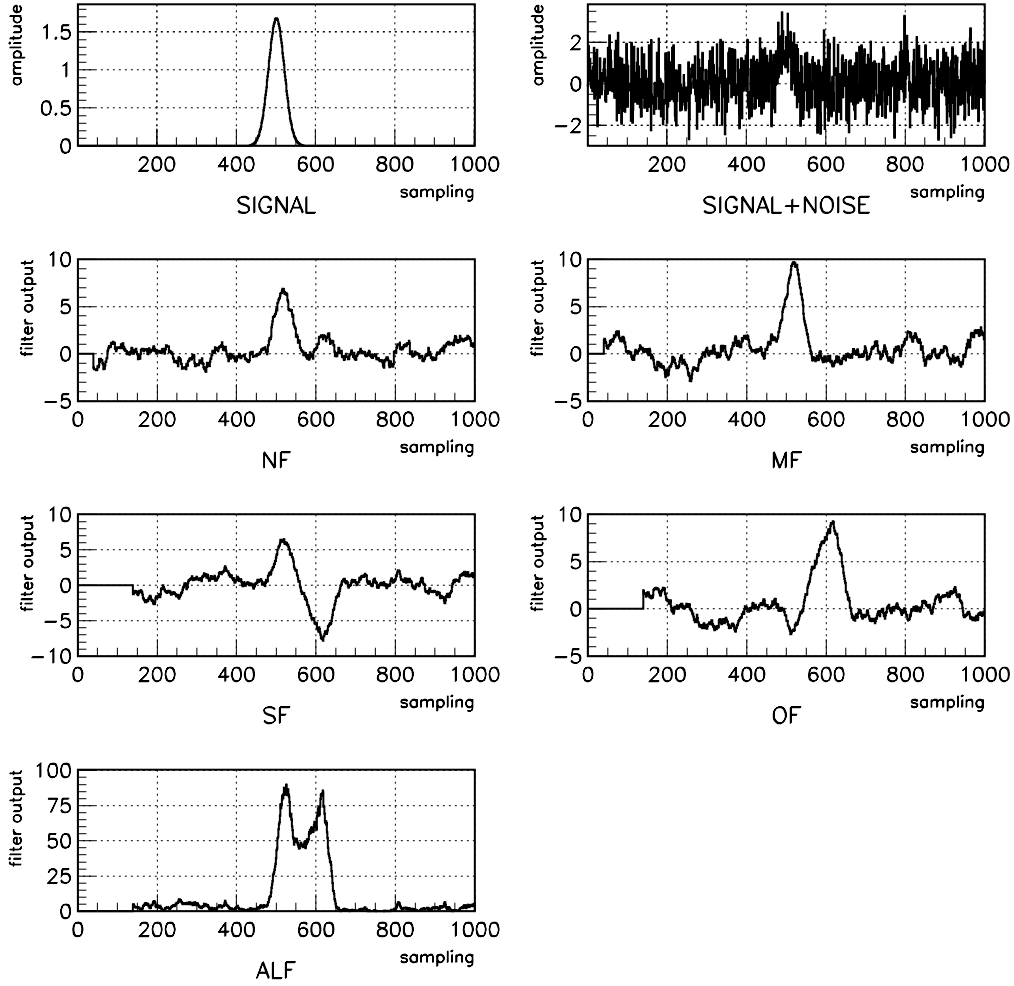 amplitude
1.5
1
0.5
0
200 400 600 800 1000
sampling
SIGNAL
amplitude
2
0
−2
0 200 400 600 800 1000
sampling
SIGNAL+NOISE
filter output
10
5
0
−5
0 200 400 600 800 1000
sampling
NF
filter output
10
5
0
−5
0 200 400 600 800 1000
sampling
MF
filter output
10
5
0
−5
−10
0 200 400 600 800 1000
sampling
SF
filter output
10
5
0
−5
0 200 400 600 800 1000
sampling
OF
filter output
100
75
50
25
0
0 200 400 600 800 1000
sampling
ALF